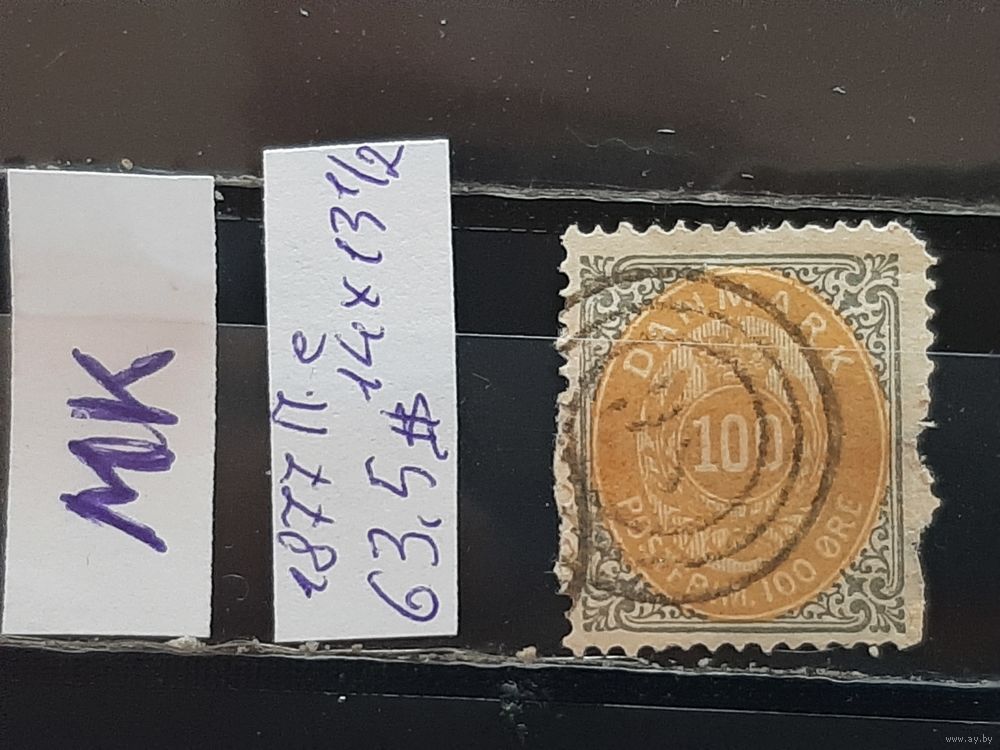 МК
1877 П.е
14x13 1/2
63.5 $
DANMARK
100
POSTFRM. 100 ØRE
www.ay.by